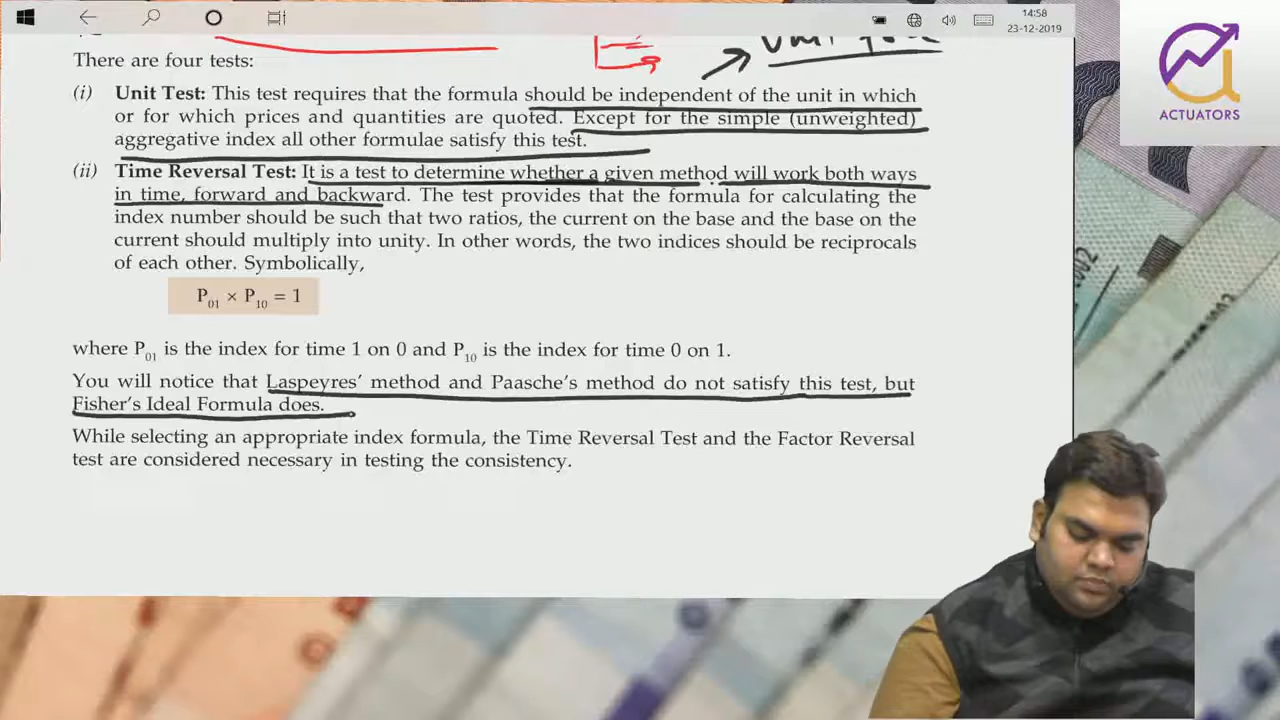 14:58
23-12-2019
There are four tests:
(i) Unit Test: This test requires that the formula should be independent of the unit in which
or for which prices and quantities are quoted. Except for the simple (unweighted)
aggregative index all other formulae satisfy this test.
(ii) Time Reversal Test: It is a test to determine whether a given method will work both ways
in time, forward and backward. The test provides that the formula for calculating the
index number should be such that two ratios, the current on the base and the base on the
current should multiply into unity. In other words, the two indices should be reciprocals
of each other. Symbolically,
P₀₁ × P₁₀ = 1
where P₀₁ is the index for time 1 on 0 and P₁₀ is the index for time 0 on 1.
You will notice that Laspeyres' method and Paasche's method do not satisfy this test, but
Fisher's Ideal Formula does.
While selecting an appropriate index formula, the Time Reversal Test and the Factor Reversal
test are considered necessary in testing the consistency.
ACTUATORS